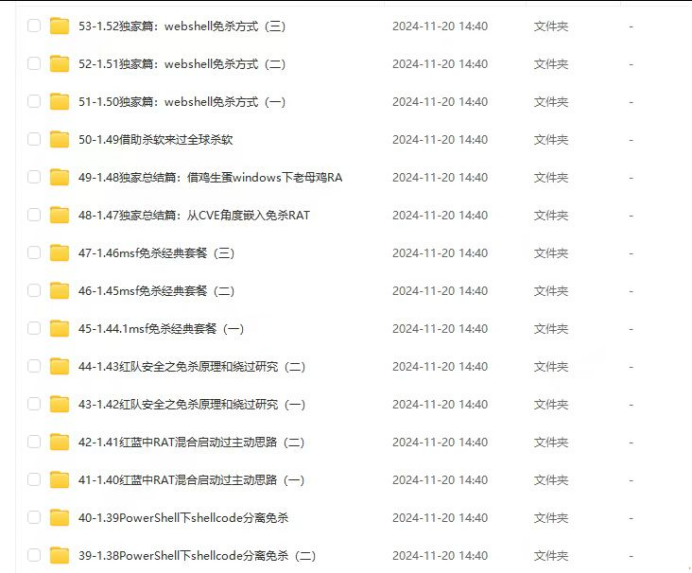 53-1.52独家篇：webshell免杀方式（三） 2024-11-20 14:40 文件夹 -
52-1.51独家篇：webshell免杀方式（二） 2024-11-20 14:40 文件夹 -
51-1.50独家篇：webshell免杀方式（一） 2024-11-20 14:40 文件夹 -
50-1.49借助杀软来过全球杀软 2024-11-20 14:40 文件夹 -
49-1.48独家总结篇：借鸡生蛋windows下老母鸡RA 2024-11-20 14:40 文件夹 -
48-1.47独家总结篇：从CVE角度嵌入免杀RAT 2024-11-20 14:40 文件夹 -
47-1.46msf免杀经典套餐（三） 2024-11-20 14:40 文件夹 -
46-1.45msf免杀经典套餐（二） 2024-11-20 14:40 文件夹 -
45-1.44.1msf免杀经典套餐（一） 2024-11-20 14:40 文件夹 -
44-1.43红队安全之免杀原理和绕过研究（二） 2024-11-20 14:40 文件夹 -
43-1.42红队安全之免杀原理和绕过研究（一） 2024-11-20 14:40 文件夹 -
42-1.41红蓝中RAT混合启动过主动思路（二） 2024-11-20 14:40 文件夹 -
41-1.40红蓝中RAT混合启动过主动思路（一） 2024-11-20 14:40 文件夹 -
40-1.39PowerShell下shellcode分离免杀 2024-11-20 14:40 文件夹 -
39-1.38PowerShell下shellcode分离免杀（二） 2024-11-20 14:40 文件夹 -